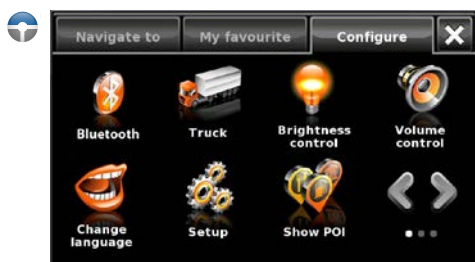 Navigate to
My favourite
Configure
Bluetooth
Truck
Brightness
control
Volume
control
Change
language
Setup
Show POI